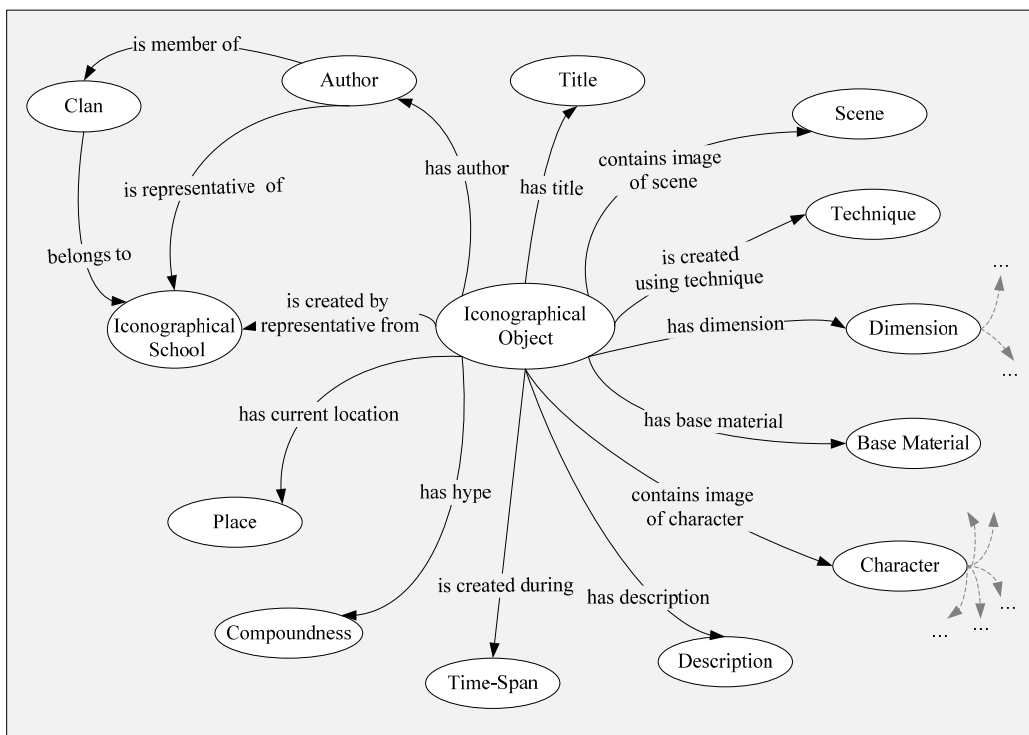 is member of
Author
Title
Clan
Scene
contains image
of scene
has author
has title
is representative  of
Technique
is created
using technique
belongs to
...
Iconographical
School
is created by
representative from
Iconographical
Object
has dimension
Dimension
...
has current location
has base material
Base Material
has hype
contains image
of character
Place
Character
is created during
has description
...
...
...
Compoundness
Time-Span
Description